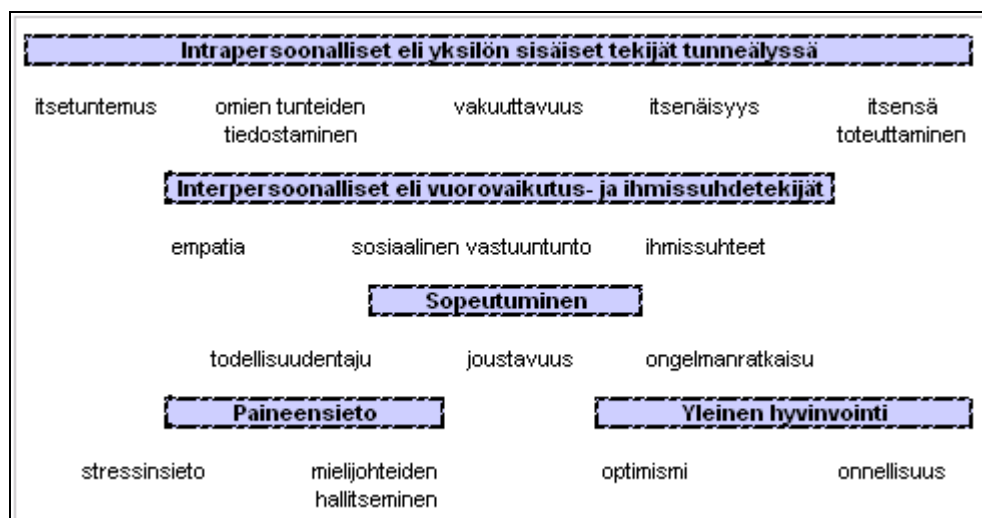 Intrapersoonalliset eli yksilön sisäiset tekijät tunneälyssä
itsetuntemus omien tunteiden vakuuttavuus itsenäisyys itsensä
tiedostaminen toteuttaminen
Interpersoonalliset eli vuorovaikutus- ja ihmissuhdetekijät
empatia sosiaalinen vastuuntunto ihmissuhteet
Sopeutuminen
todellisuudentaju joustavuus ongelmanratkaisu
Paineensieto Yleinen hyvinvointi
stressinsieto mielijohteiden optimismi onnellisuus
hallitseminen